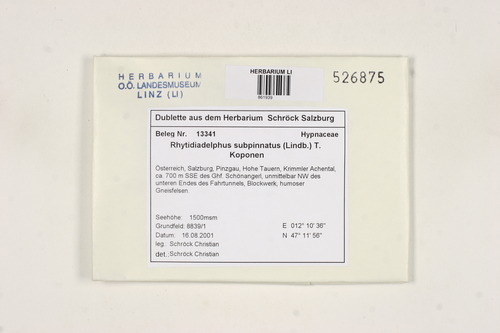 HERBARIUM
O.Ö. LANDESMUSEUM
LINZ (LI)
HERBARIUM LI
526875
Dublette aus dem Herbarium Schröck Salzburg
Beleg Nr. 13341 Hypnaceae
Rhytidiadelphus subpinnatus (Lindb.) T.
Koponen
Österreich, Salzburg, Pinzgau, Hohe Tauern, Krimmler Achental,
ca. 700 m SSE des Ghf. Schönangerl, unmittelbar NW des
unteren Endes des Fahrtunnels, Blockwerk, humoser
Gneisfelsen.
Seehöhe: 1500msm
Grundfeld: 8839/1 E 012° 10' 36"
Datum: 16.08.2001 N 47° 11' 56"
leg. Schröck Christian
det.: Schröck Christian